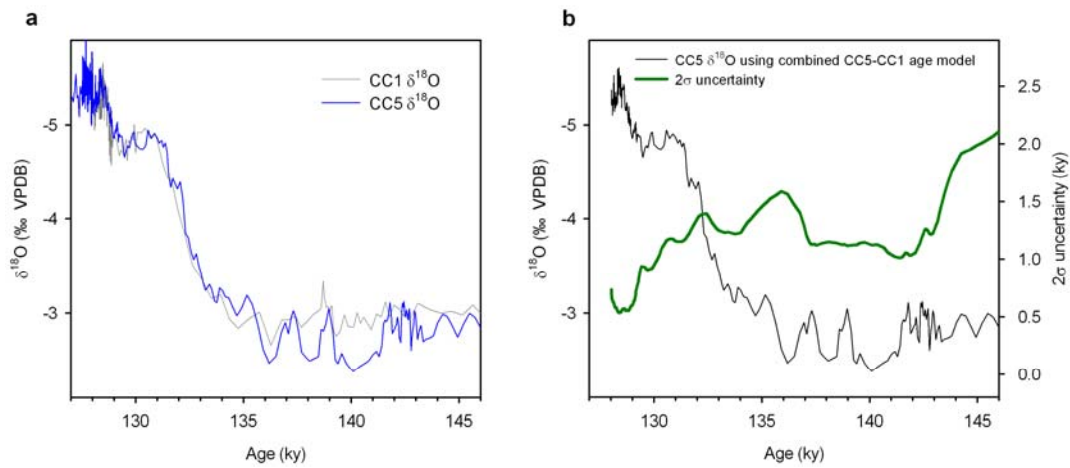 a
CC1 δ¹⁸O
CC5 δ¹⁸O
-5
-4
-3
δ¹⁸O (‰ VPDB)
130
135
140
145
Age (ky)
b
CC5 δ¹⁸O using combined CC5-CC1 age model
2σ uncertainty
-5
-4
-3
δ¹⁸O (‰ VPDB)
2.5
2.0
1.5
1.0
0.5
0.0
2σ uncertainty (ky)
130
135
140
145
Age (ky)